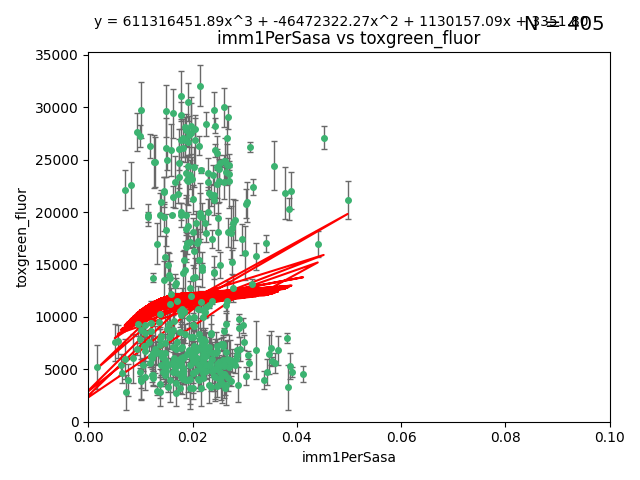 y = 611316451.89x^3 + -46472322.27x^2 + 1130157.09x +
N = 405
imm1PerSasa vs toxgreen_fluor
35000
30000
25000
20000
15000
10000
5000
0
toxgreen_fluor
0.00 0.02 0.04 0.06 0.08 0.10
imm1PerSasa